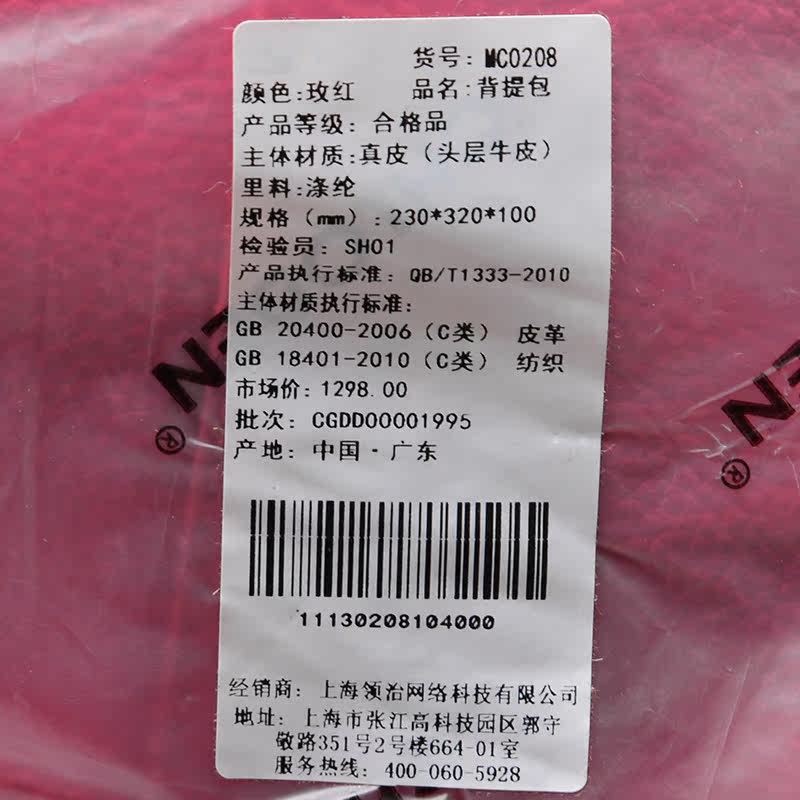 货号: MC0208
颜色:玫红 品名:背提包
产品等级: 合格品
主体材质:真皮（头层牛皮）
里料:涤纶
规格（mm）:230*320*100
检验员: SH01
产品执行标准: QB/T1333-2010
主体材质执行标准:
GB 20400-2006（C类） 皮革
GB 18401-2010（C类） 纺织
市场价:1298.00
批次: CGDD00001995
产地: 中国·广东
11130208104000
经销商: 上海领冶网络科技有限公司
地址: 上海市张江高科技园区郭守
敬路351号2号楼664-01室
服务热线: 400-060-5928
EN
®
EN
®